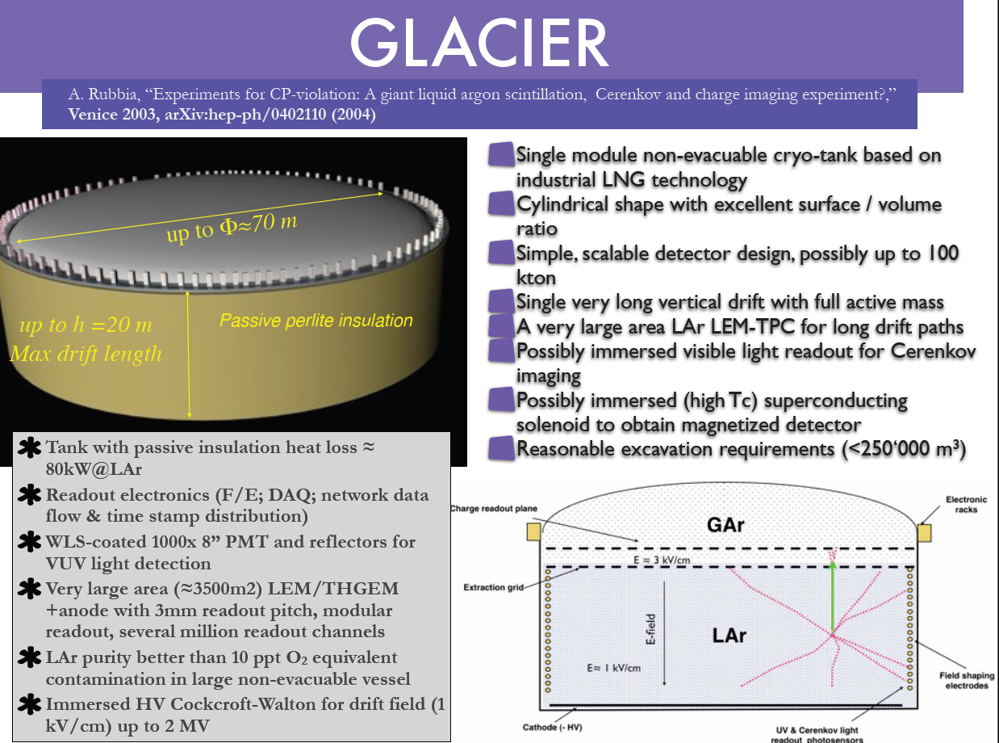 GLACIER
A. Rubbia, “Experiments for CP-violation: A giant liquid argon scintillation, Cerenkov and charge imaging experiment?,”
Venice 2003, arXiv:hep-ph/0402110 (2004)
up to Φ≈70 m
up to h =20 m
Max drift length
Passive perlite insulation
Single module non-evacuable cryo-tank based on
industrial LNG technology
Cylindrical shape with excellent surface / volume
ratio
Simple, scalable detector design, possibly up to 100
kton
Single very long vertical drift with full active mass
A very large area LAr LEM-TPC for long drift paths
Possibly immersed visible light readout for Cerenkov
imaging
Possibly immersed (high Tc) superconducting
solenoid to obtain magnetized detector
Reasonable excavation requirements (<250‘000 m³)
✱ Tank with passive insulation heat loss ≈
80kW@LAr
✱ Readout electronics (F/E; DAQ; network data
flow & time stamp distribution)
✱ WLS-coated 1000x 8” PMT and reflectors for
VUV light detection
✱ Very large area (≈3500m2) LEM/THGEM
+anode with 3mm readout pitch, modular
readout, several million readout channels
✱ LAr purity better than 10 ppt O₂ equivalent
contamination in large non-evacuable vessel
✱ Immersed HV Cockcroft-Walton for drift field (1
kV/cm) up to 2 MV
Charge readout plane
GAr
Electronic
racks
E ≈ 3 kV/cm
Extraction grid
E-field
LAr
E≈ 1 kV/cm
Field shaping
electrodes
Cathode (- HV)
UV & Cerenkov light
readout photosensors